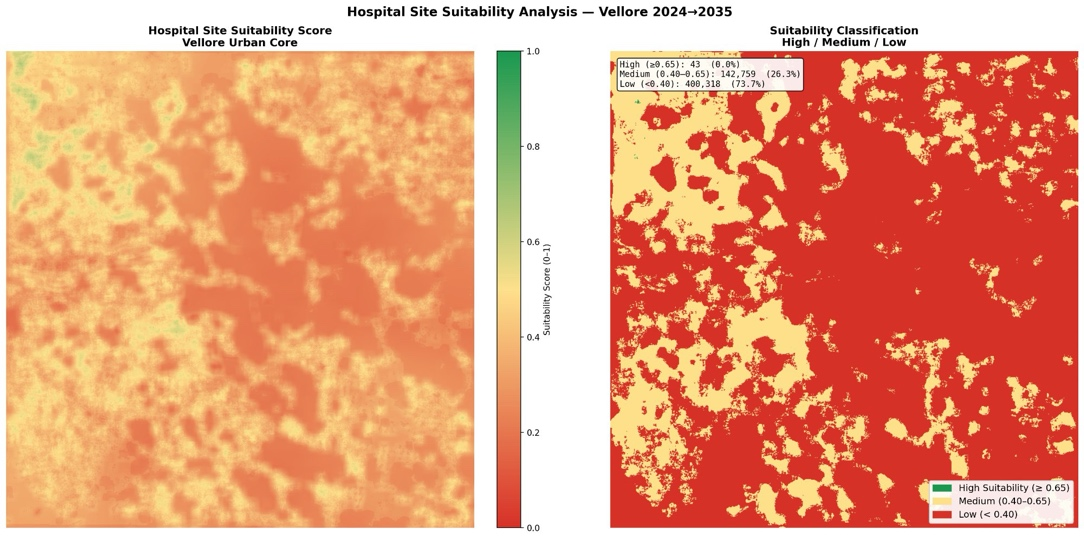 Hospital Site Suitability Analysis — Vellore 2024→2035
Hospital Site Suitability Score
Vellore Urban Core
1.0
0.8
0.6
0.4
0.2
0.0
Suitability Score (0–1)
Suitability Classification
High / Medium / Low
High (≥0.65): 43 (0.0%)
Medium (0.40–0.65): 142,759 (26.3%)
Low (<0.40): 400,318 (73.7%)
High Suitability (≥ 0.65)
Medium (0.40–0.65)
Low (< 0.40)